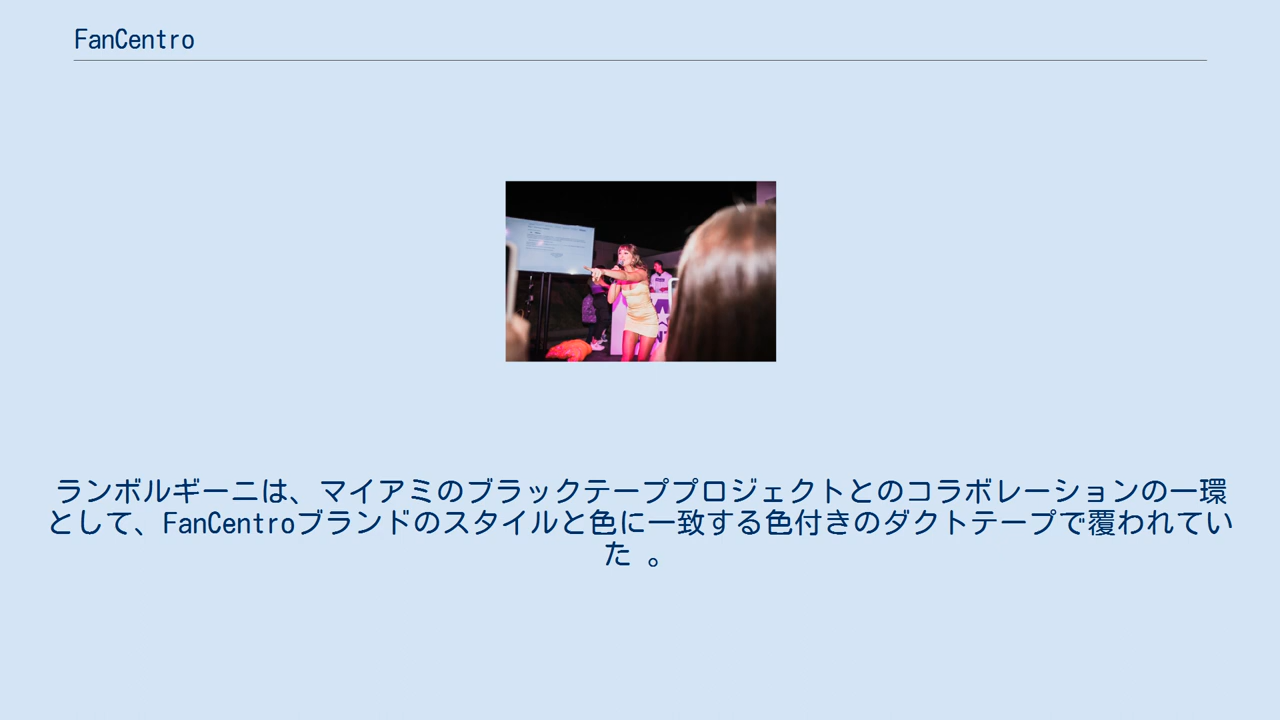 FanCentro
ランボルギーニは、マイアミのブラックテーププロジェクトとのコラボレーションの一環
として、FanCentroブランドのスタイルと色に一致する色付きのダクトテープで覆われてい
た 。